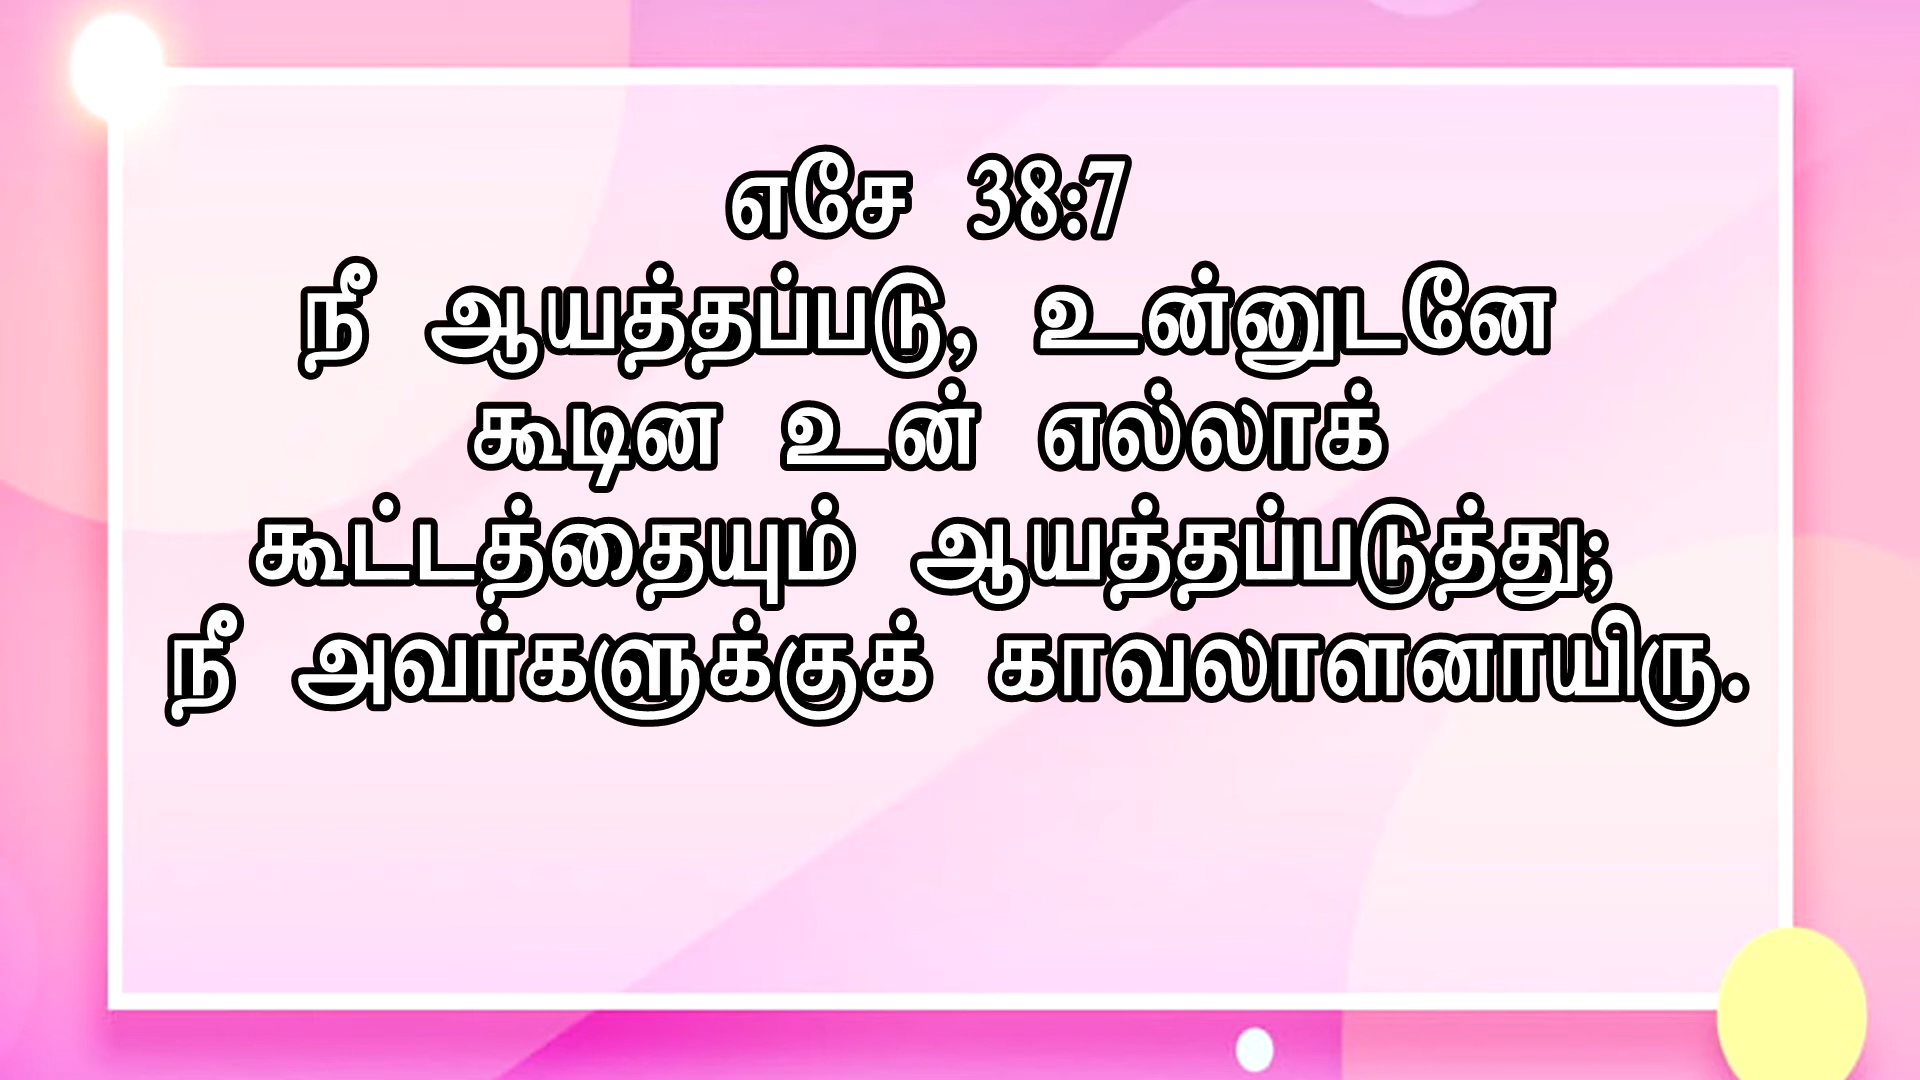 எசே 38:7
நீ ஆயத்தப்படு, உன்னுடனே
கூடின உன் எல்லாக்
கூட்டத்தையும் ஆயத்தப்படுத்து;
நீ அவர்களுக்குக் காவலாளனாயிரு.